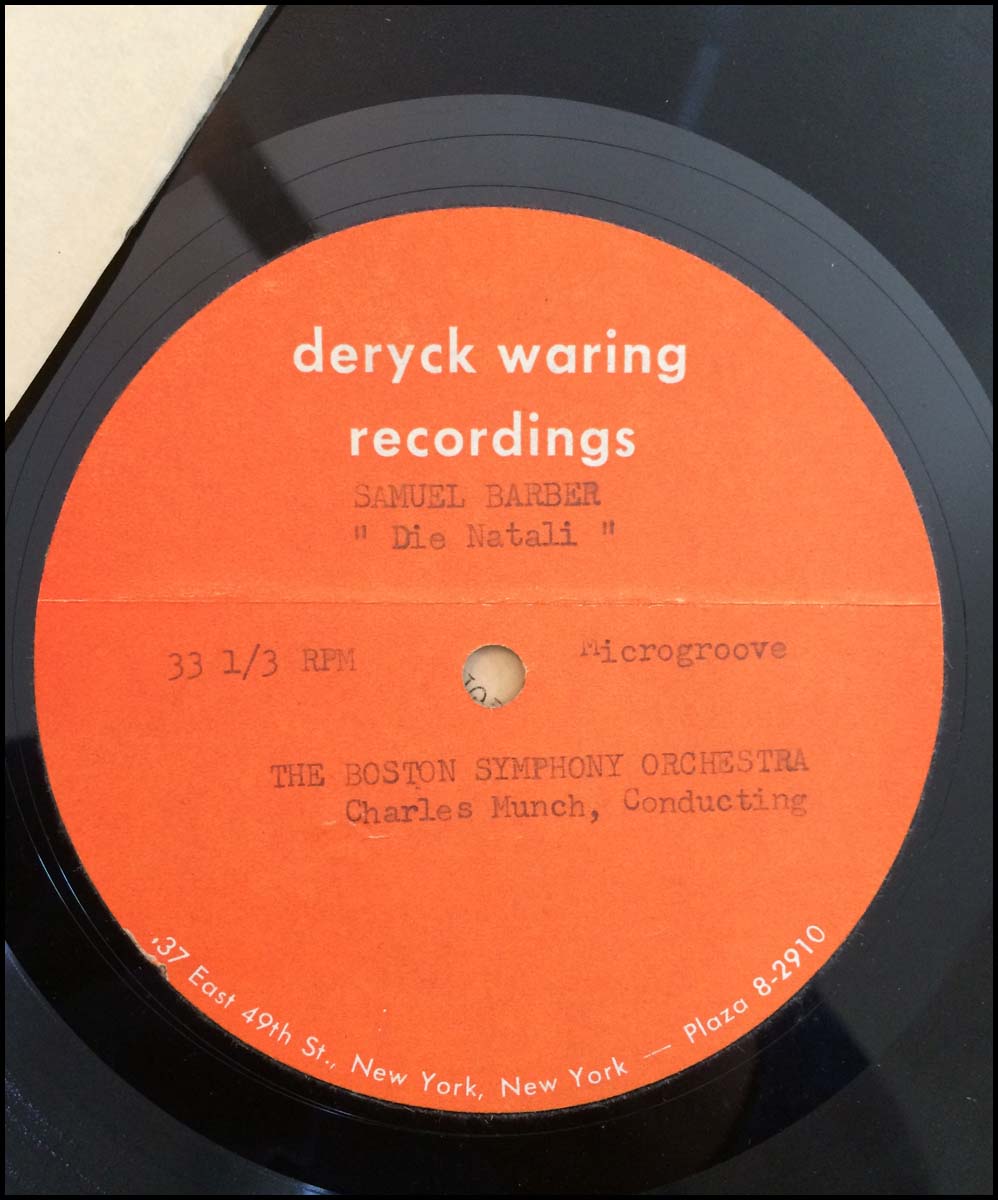 deryck waring
recordings
SAMUEL BARBER
" Die Natali "
33 1/3 RPM
Microgroove
THE BOSTON SYMPHONY ORCHESTRA
Charles Munch, Conducting
37 East 49th St., New York, New York — Plaza 8-2910